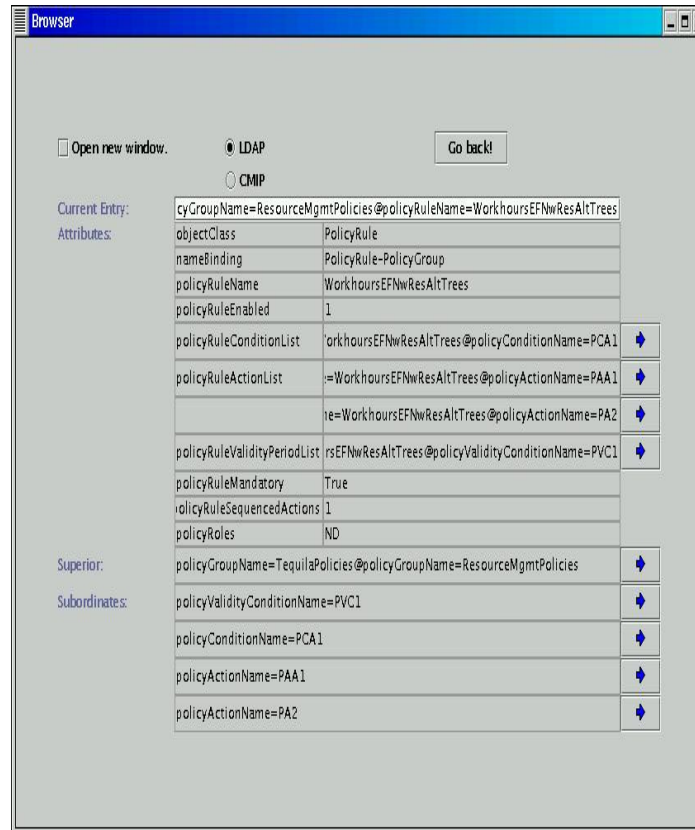 Browser
Open new window. LDAP Go back!
CMIP
Current Entry: cyGroupName=ResourceMgmtPolicies@policyRuleName=WorkhoursEFNwResAltTrees
Attributes: objectClass PolicyRule
nameBinding PolicyRule-PolicyGroup
policyRuleName WorkhoursEFNwResAltTrees
policyRuleEnabled 1
policyRuleConditionList orkhoursEFNwResAltTrees@policyConditionName=PCA1
policyRuleActionList :=WorkhoursEFNwResAltTrees@policyActionName=PAA1
ne=WorkhoursEFNwResAltTrees@policyActionName=PA2
policyRuleValidityPeriodList rsEFNwResAltTrees@policyValidityConditionName=PVC1
policyRuleMandatory True
olicyRuleSequencedActions 1
policyRoles ND
Superior: policyGroupName=TequilaPolicies@policyGroupName=ResourceMgmtPolicies
Subordinates: policyValidityConditionName=PVC1
policyConditionName=PCA1
policyActionName=PAA1
policyActionName=PA2